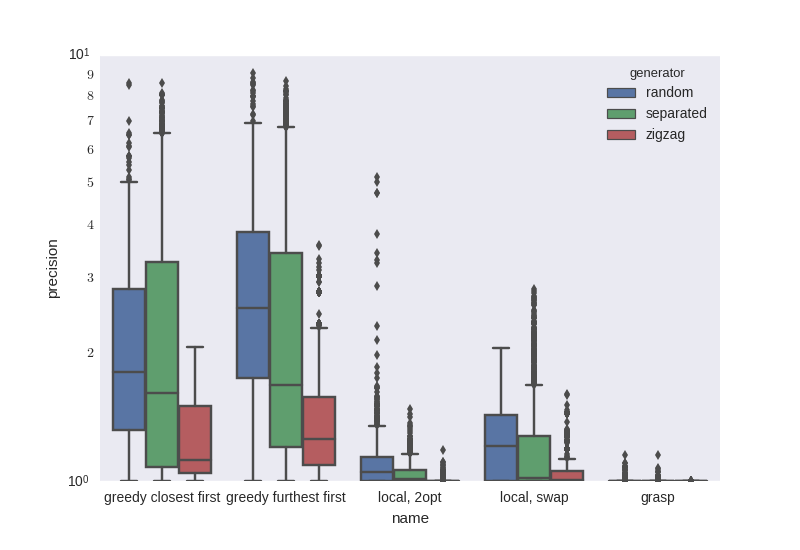 10¹
9
8
7
6
5
4
3
2
10⁰
precision
generator
random
separated
zigzag
greedy closest first greedy furthest first local, 2opt local, swap grasp
name